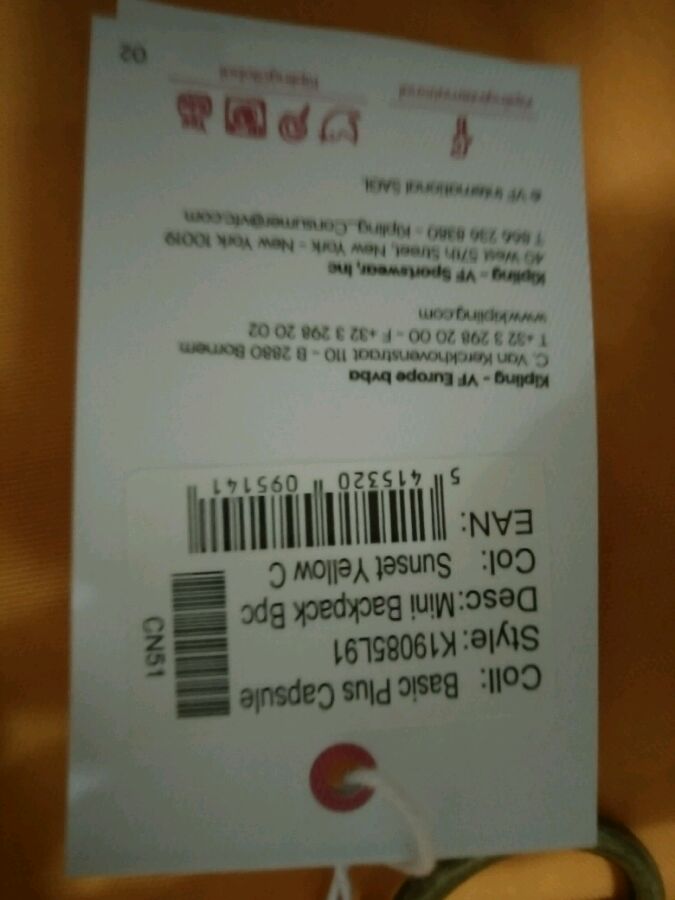 Coll: Basic Plus Capsule
Style: K19085L91
Desc: Mini Backpack Bpc
Col: Sunset Yellow C
EAN:
5 415320 095141
CN51
Kipling - VF Europe bvba
C. Van Kerckhovenstraat 110 - B 2880 Bornem
T +32 3 298 20 00 - F +32 3 298 20 02
www.kipling.com
Kipling - VF Sportswear, Inc
40 West 57th Street, New York - New York 10019
T 866 236 8380 - Kipling_Consumer@vfc.com
© VF International SAGL
02